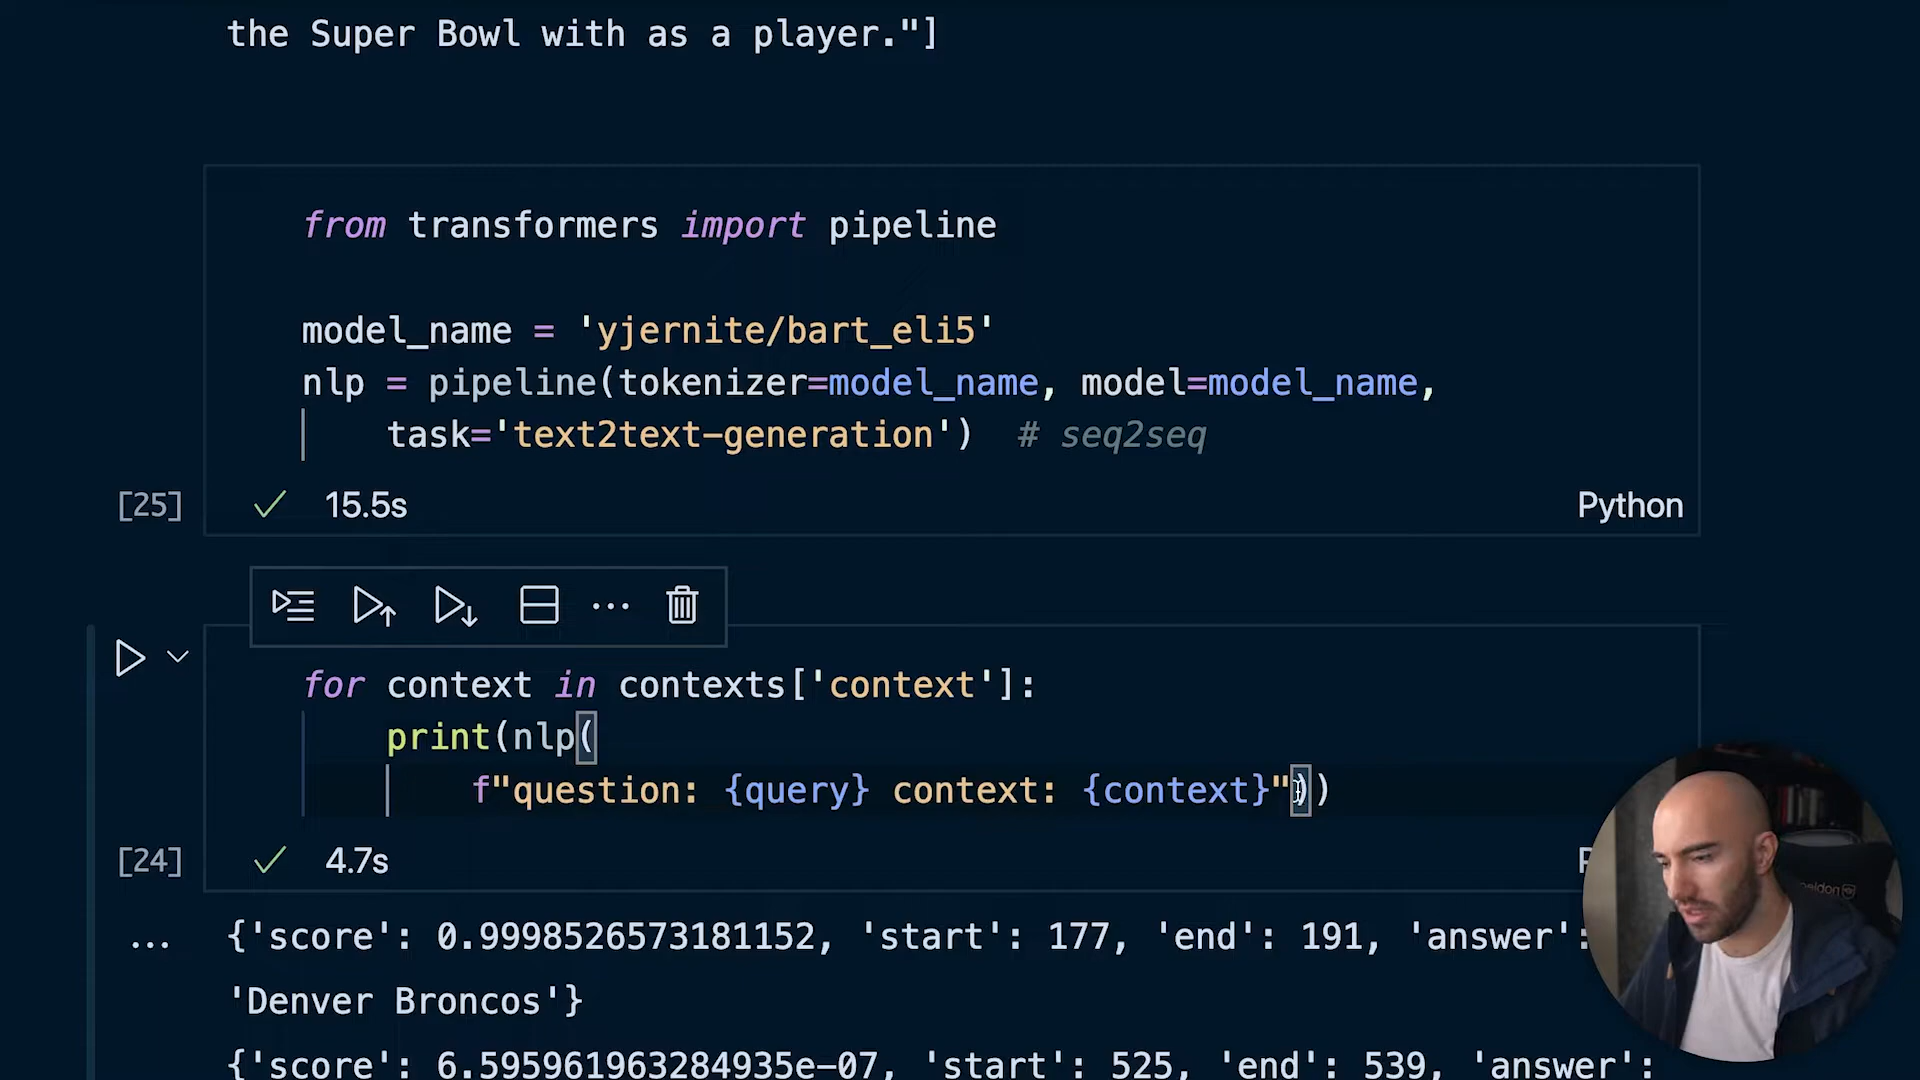 the Super Bowl with as a player."]
from transformers import pipeline
model_name = 'yjernite/bart_eli5'
nlp = pipeline(tokenizer=model_name, model=model_name,
task='text2text-generation')  # seq2seq
[25]
15.5s
Python
for context in contexts['context']:
print(nlp(
f"question: {query} context: {context}"))
[24]
4.7s
{'score': 0.9998526573181152, 'start': 177, 'end': 191, 'answer':
'Denver Broncos'}
{'score': 6.595961963284935e-07, 'start': 525, 'end': 539, 'answer':